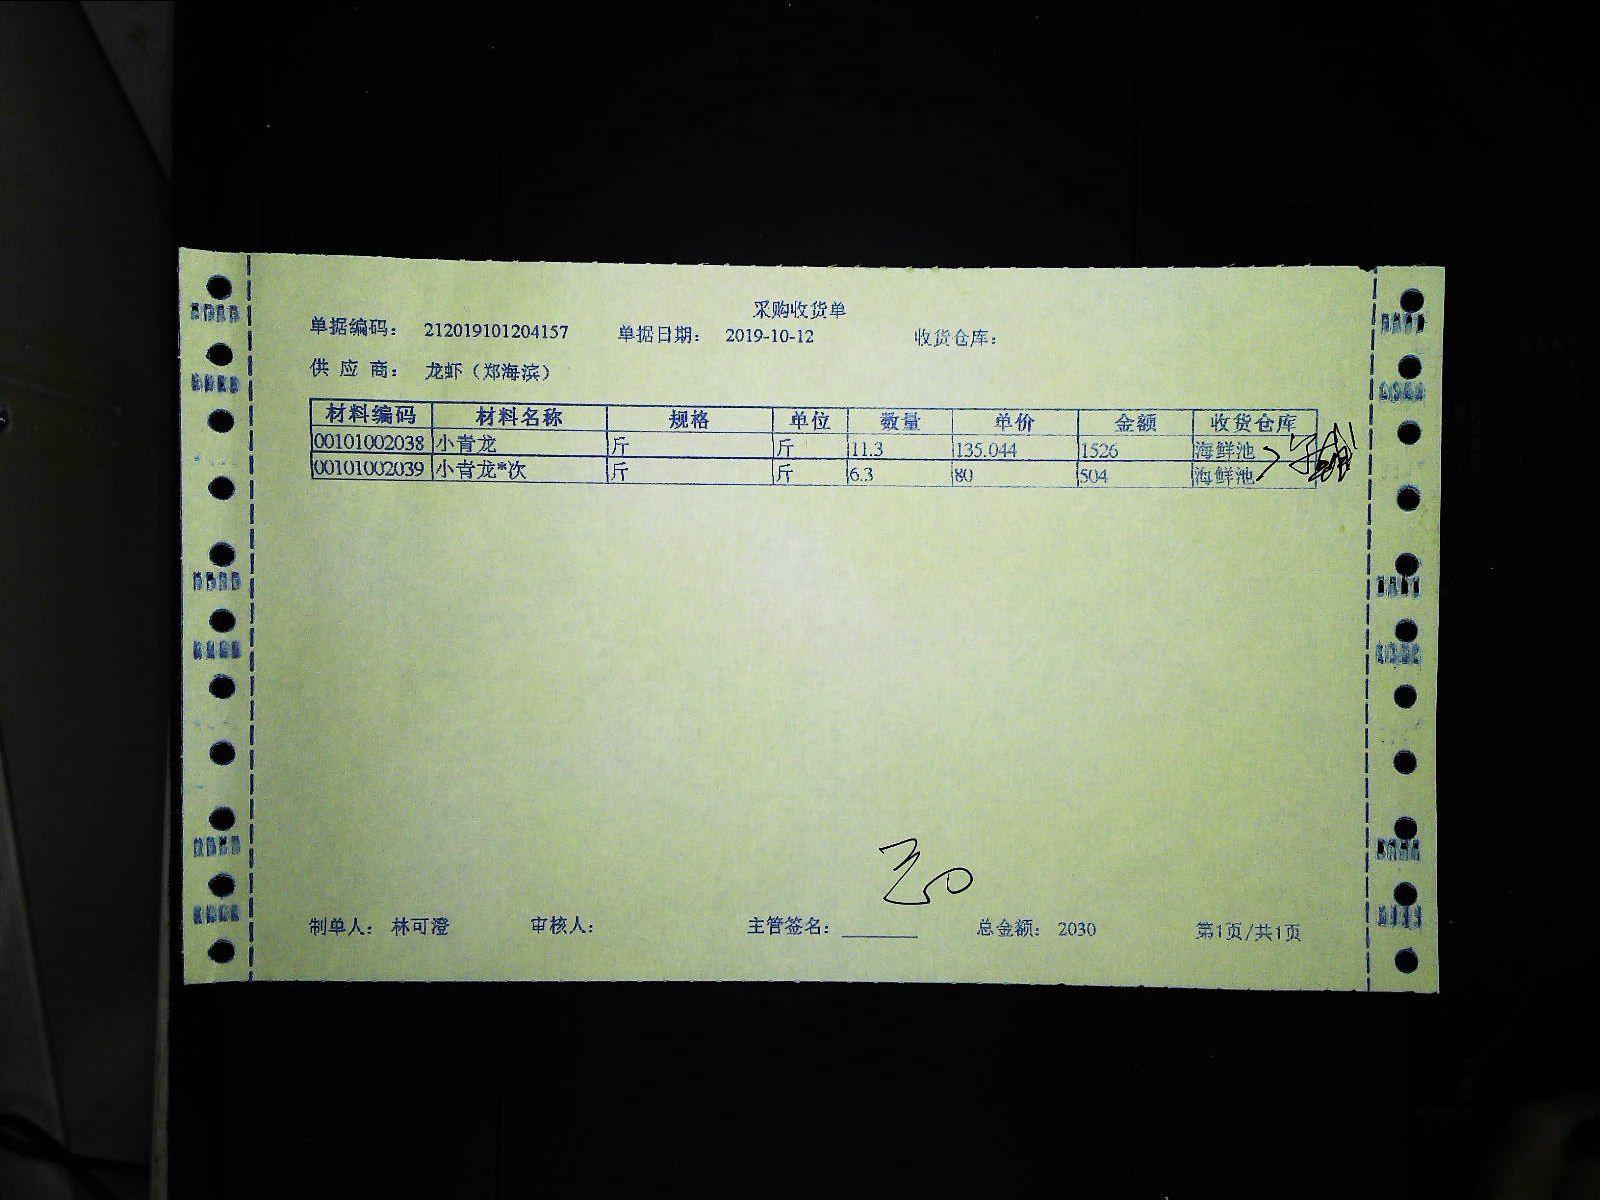 采购收货单
单据编码： 212019101204157 单据日期： 2019-10-12 收货仓库：
供 应 商： 龙虾（郑海滨）
材料编码 材料名称 规格 单位 数量 单价 金额 收货仓库
00101002038 小青龙 斤 斤 11.3 135.044 1526 海鲜池
00101002039 小青龙*次 斤 斤 6.3 80 504 海鲜池
制单人： 林可澄 审核人： 主管签名： 总金额： 2030 第1页/共1页